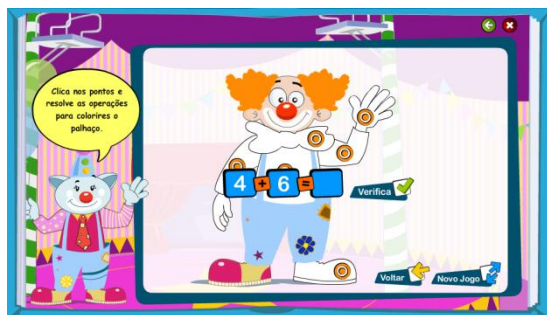 Clica nos pontos e
resolve as operações
para colorires o
palhaço.
4 + 6 =
Verifica
Voltar
Novo Jogo